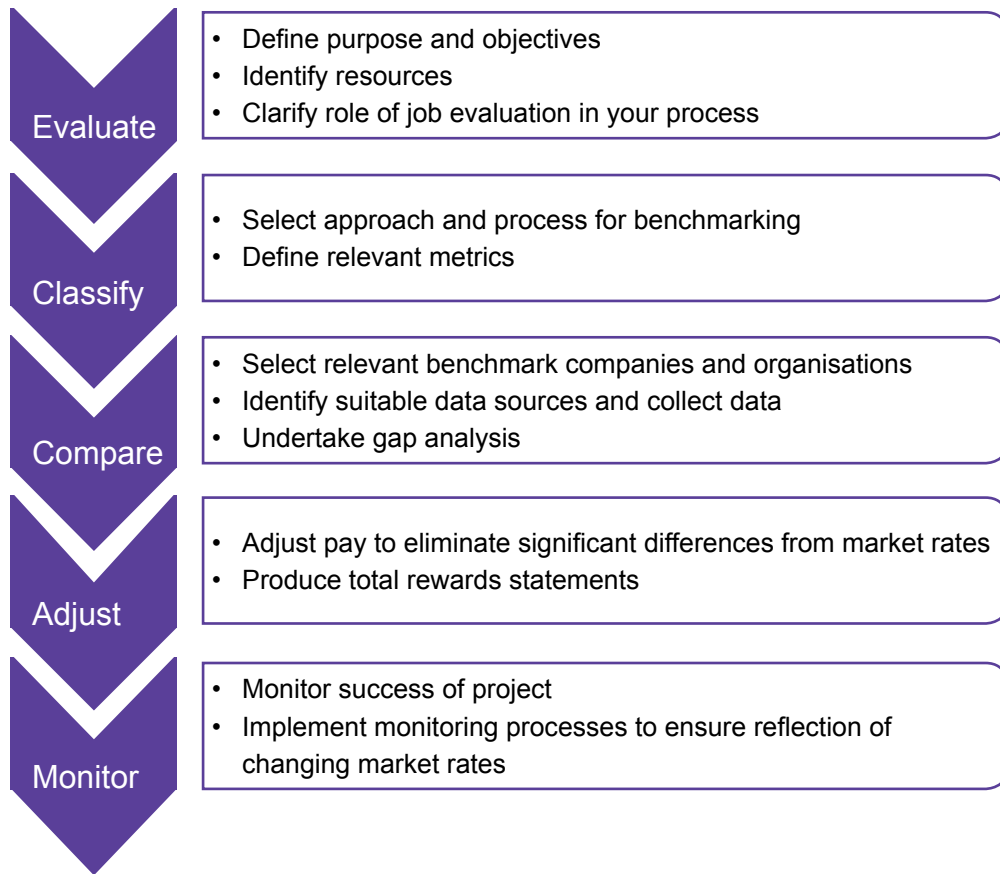 Evaluate
• Define purpose and objectives
• Identify resources
• Clarify role of job evaluation in your process
Classify
• Select approach and process for benchmarking
• Define relevant metrics
Compare
• Select relevant benchmark companies and organisations
• Identify suitable data sources and collect data
• Undertake gap analysis
Adjust
• Adjust pay to eliminate significant differences from market rates
• Produce total rewards statements
Monitor
• Monitor success of project
• Implement monitoring processes to ensure reflection of
changing market rates